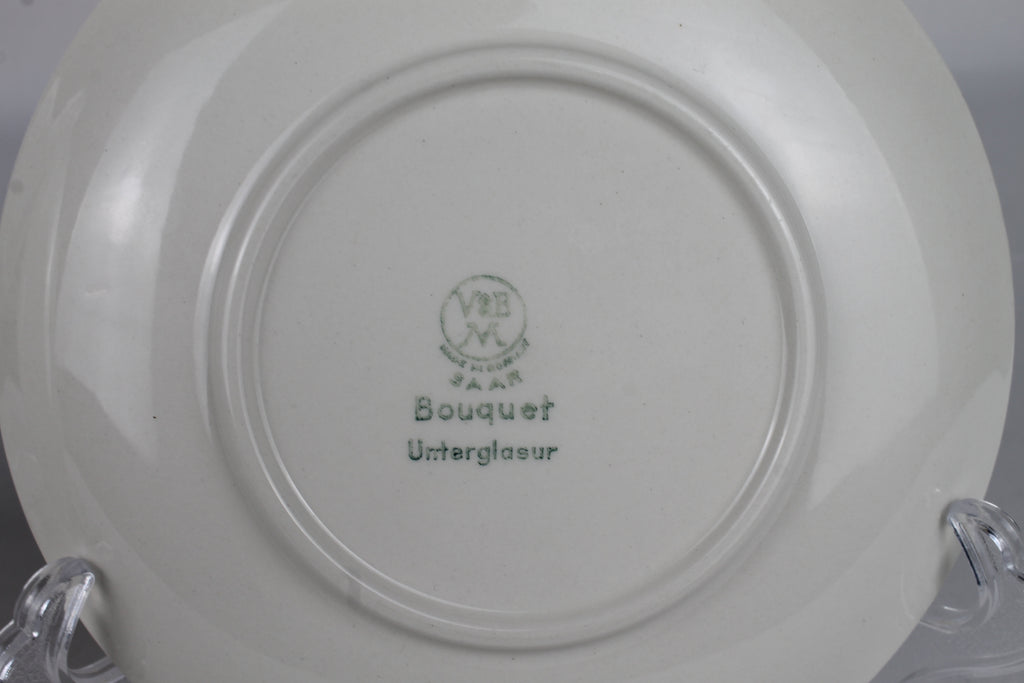 V&B
M
SAAR
Bouquet
Unterglasur